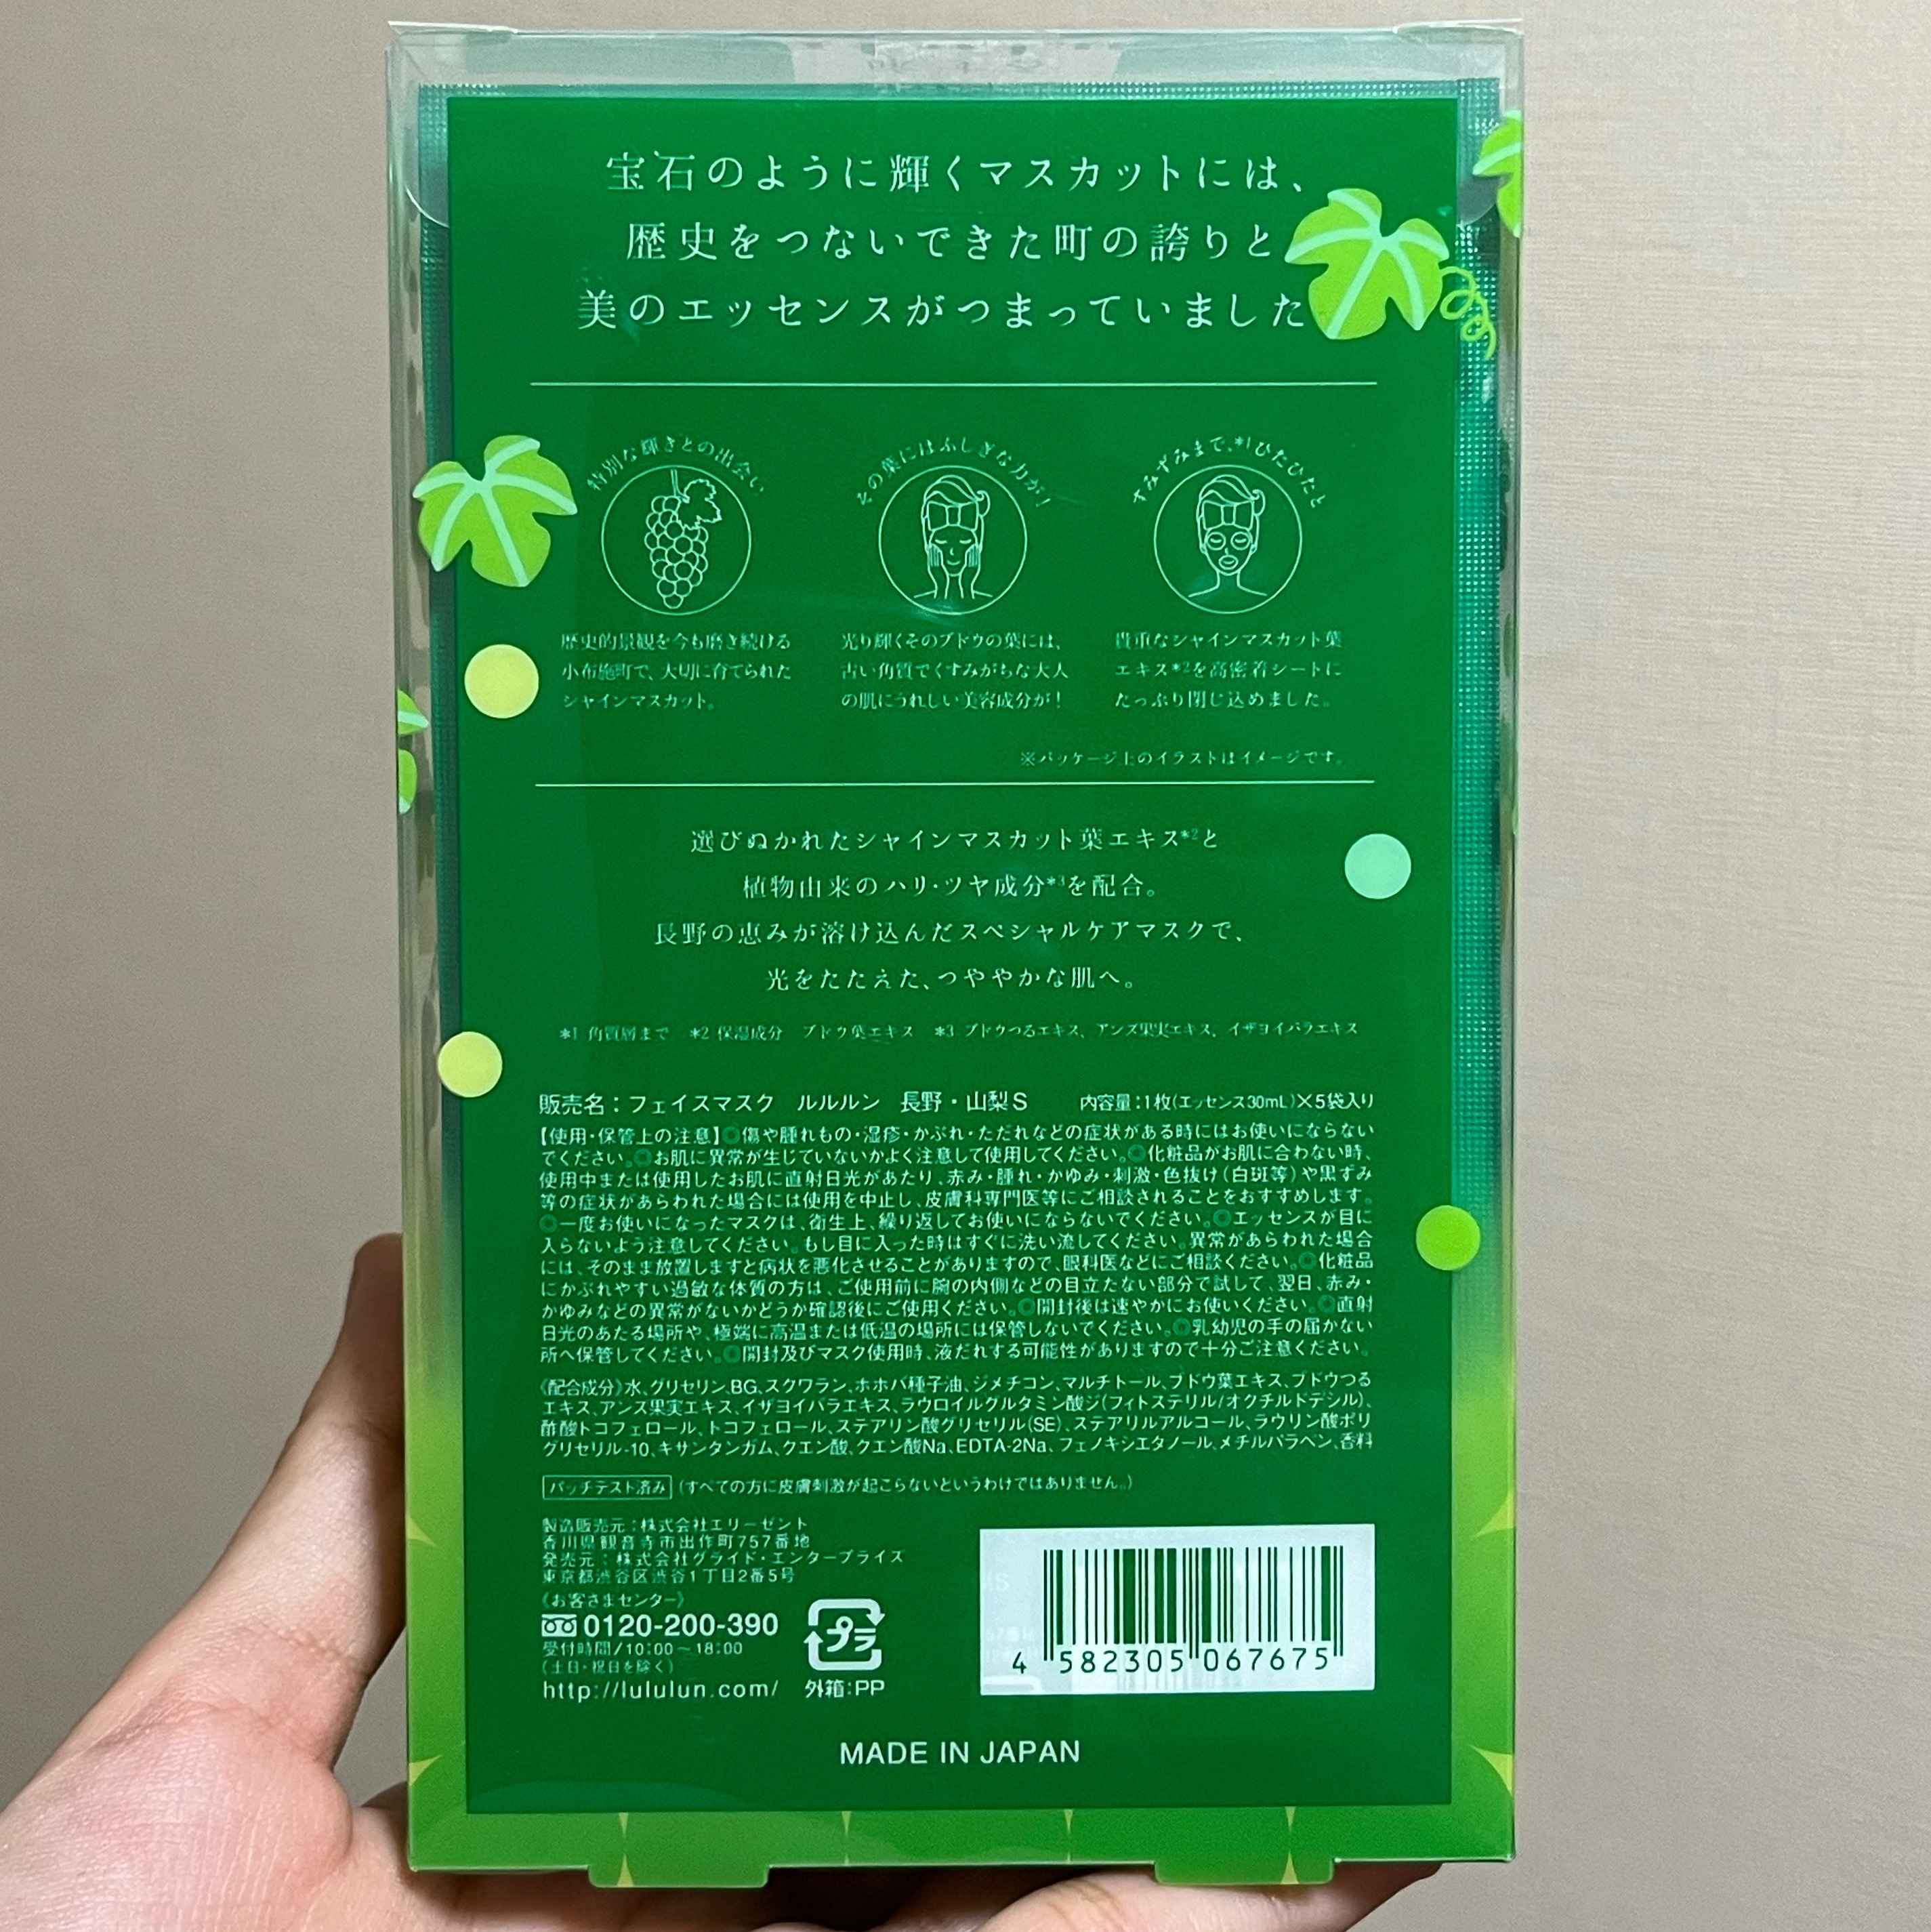 宝石のように輝くマスカットには、
歴史をつないできた町の誇りと
美のエッセンスがつまっていました
特別な輝きとの出会い
その葉にはふしぎな力が!
すみずみまで、*1ひたひたと
歴史的景観を今も磨き続ける
小布施町で、大切に育てられた
シャインマスカット。
光り輝くそのブドウの葉には、
古い角質でくすみがちな大人
の肌にうれしい美容成分が!
貴重なシャインマスカット葉
エキス*2を高密着シートに
たっぷり閉じ込めました。
※パッケージ上のイラストはイメージです。
選びぬかれたシャインマスカット葉エキス*2と
植物由来のハリ・ツヤ成分*3を配合。
長野の恵みが溶け込んだスペシャルケアマスクで、
光をたたえた、つややかな肌へ。
*1 角質層まで *2 保湿成分 ブドウ葉エキス *3 ブドウつるエキス、アンズ果実エキス、イザヨイバラエキス
販売名:フェイスマスク ルルルン 長野・山梨S 内容量:1枚(エッセンス30mL)×5袋入り
【使用・保管上の注意】◎傷や腫れもの・湿疹・かぶれ・ただれなどの症状がある時にはお使いにならない
でください。◎お肌に異常が生じていないかよく注意して使用してください。◎化粧品がお肌に合わない時、
使用中または使用したお肌に直射日光があたり、赤み・腫れ・かゆみ・刺激・色抜け(白斑等)や黒ずみ
等の症状があらわれた場合には使用を中止し、皮膚科専門医等にご相談されることをおすすめします。
◎一度お使いになったマスクは、衛生上、繰り返してお使いにならないでください。◎エッセンスが目に
入らないよう注意してください。もし目に入った時はすぐに洗い流してください。異常があらわれた場合
には、そのまま放置しますと病状を悪化させることがありますので、眼科医などにご相談ください。◎化粧品
にかぶれやすい過敏な体質の方は、ご使用前に腕の内側などの目立たない部分で試して、翌日、赤み・
かゆみなどの異常がないかどうか確認後にご使用ください。◎開封後は速やかにお使いください。◎直射
日光のあたる場所や、極端に高温または低温の場所には保管しないでください。◎乳幼児の手の届かない
所へ保管してください。◎開封及びマスク使用時、液だれする可能性がありますので十分ご注意ください。
《配合成分》水、グリセリン、BG、スクワラン、ホホバ種子油、ジメチコン、マルチトール、ブドウ葉エキス、ブドウつる
エキス、アンズ果実エキス、イザヨイバラエキス、ラウロイルグルタミン酸ジ(フィトステリル/オクチルドデシル)、
酢酸トコフェロール、トコフェロール、ステアリン酸グリセリル(SE)、ステアリルアルコール、ラウリン酸ポリ
グリセリル-10、キサンタンガム、クエン酸、クエン酸Na、EDTA-2Na、フェノキシエタノール、メチルパラベン、香料
パッチテスト済み (すべての方に皮膚刺激が起こらないというわけではありません。)
製造販売元:株式会社エリーゼント
香川県観音寺市出作町757番地
発売元:株式会社グライド・エンタープライズ
東京都渋谷区渋谷1丁目2番5号
《お客さまセンター》
0120-200-390
受付時間/10:00〜18:00
(土日・祝日を除く)
http://lululun.com/
プラ
外箱:PP
4 582305 067675
MADE IN JAPAN